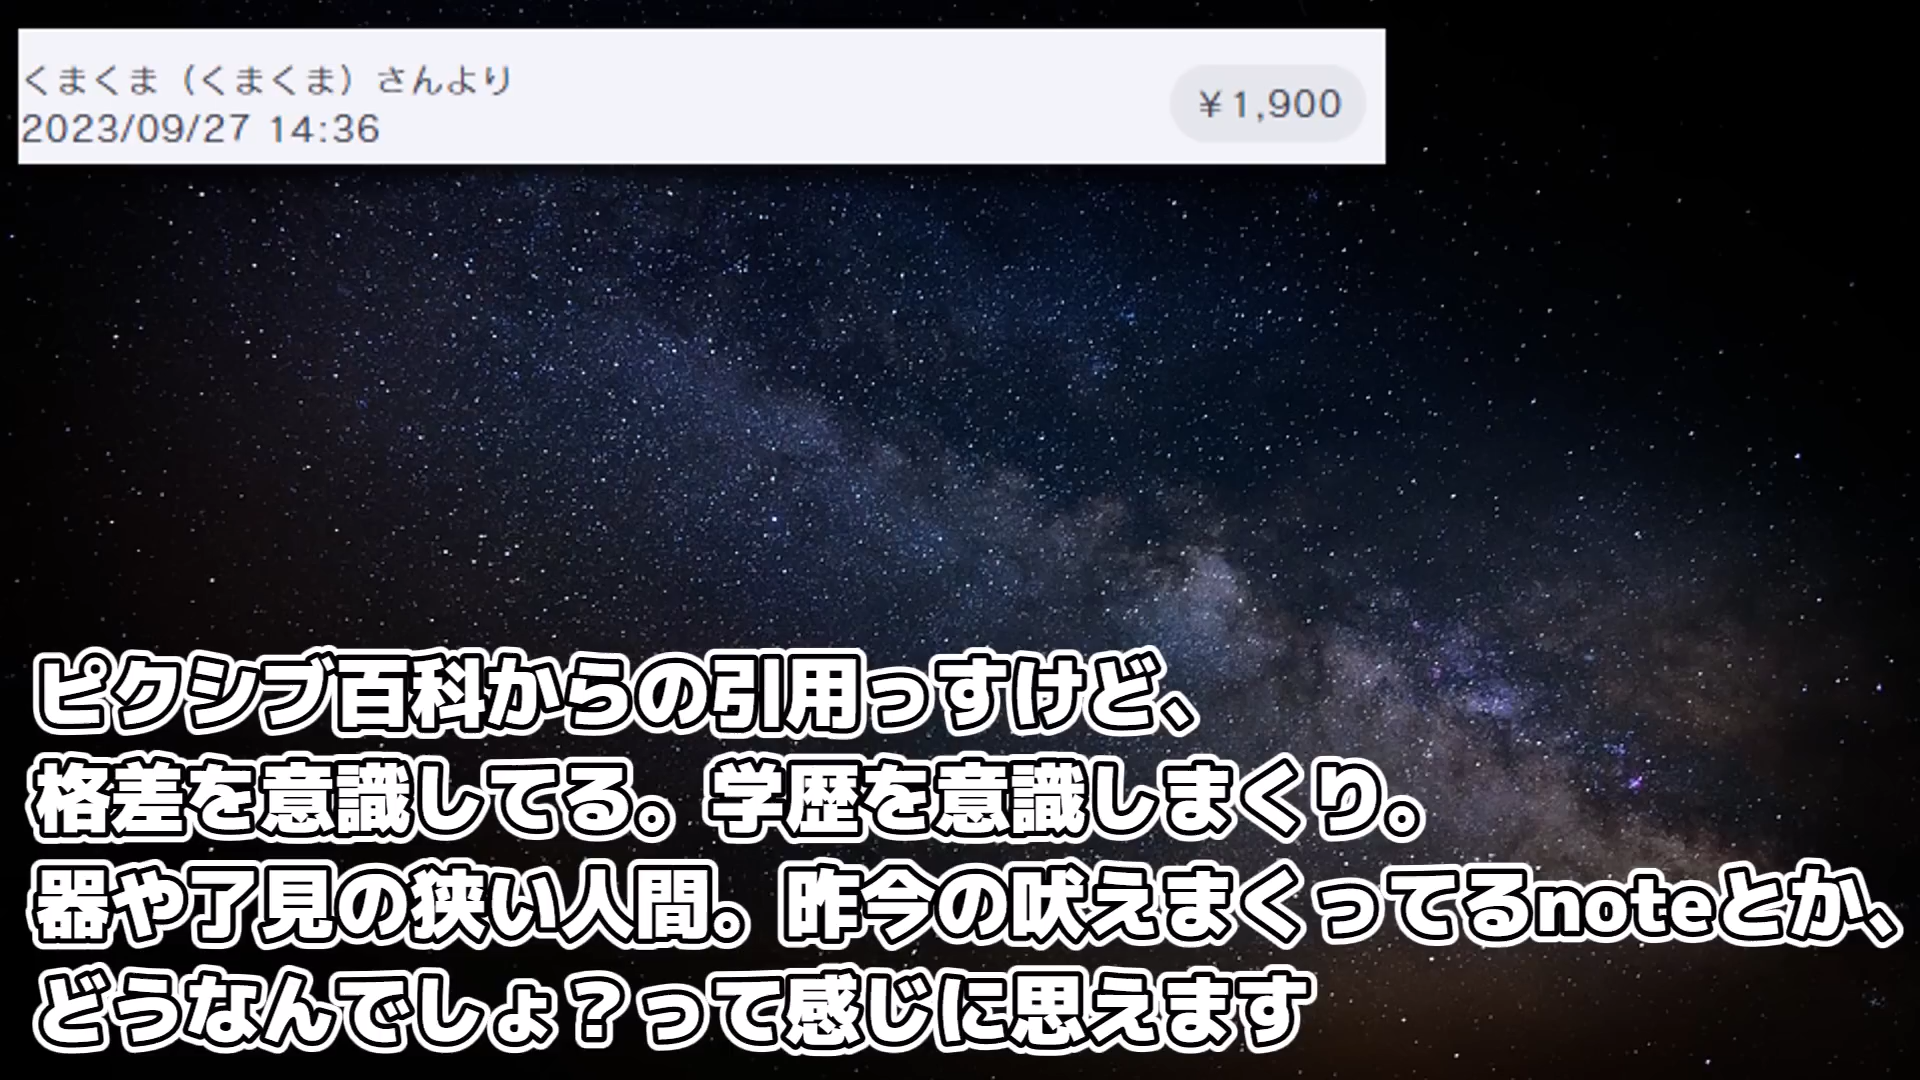 くまくま（くまくま）さんより
2023/09/27 14:36
¥1,900
ピクシブ百科からの引用っすけど、
格差を意識してる。学歴を意識しまくり。
器や了見の狭い人間。昨今の吠えまくってるnoteとか、
どうなんでしょ？って感じに思えます